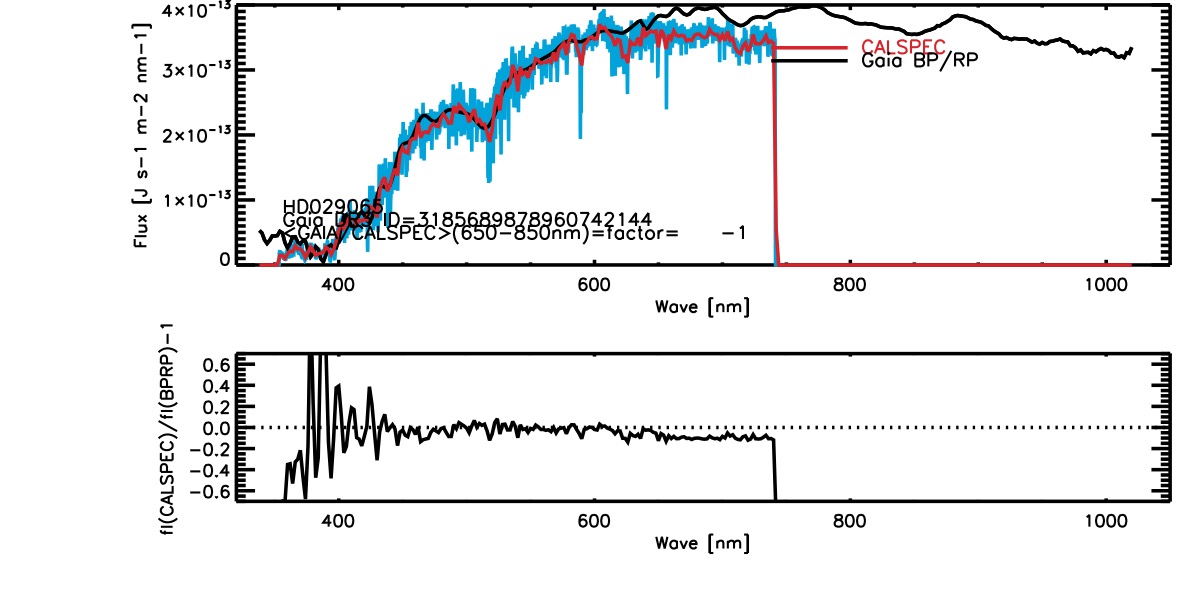 4×10-13
3×10-13
2×10-13
1×10-13
0
Flux [J s-1 m-2 nm-1]
CALSPEC
Gaia BP/RP
HD029065
Gaia ID=3185689878960742144
<GAIA/CALSPEC>(650-850nm)=factor= -1
400 600 800 1000
Wave [nm]
0.6
0.4
0.2
0.0
-0.2
-0.4
-0.6
fl(CALSPEC)/fl(BPRP)-1
400 600 800 1000
Wave [nm]